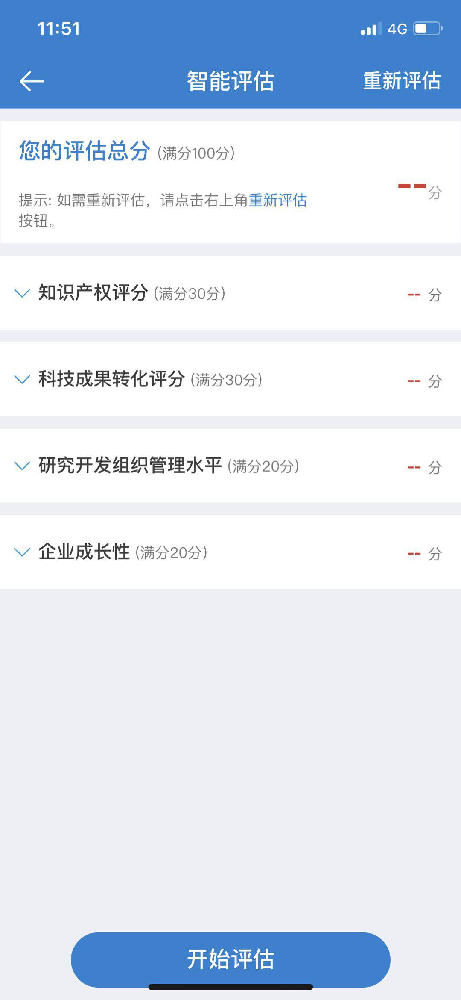 11:51 4G
智能评估 重新评估
您的评估总分 (满分100分)
-- 分
提示: 如需重新评估, 请点击右上角重新评估
按钮。
知识产权评分 (满分30分) -- 分
科技成果转化评分 (满分30分) -- 分
研究开发组织管理水平 (满分20分) -- 分
企业成长性 (满分20分) -- 分
开始评估